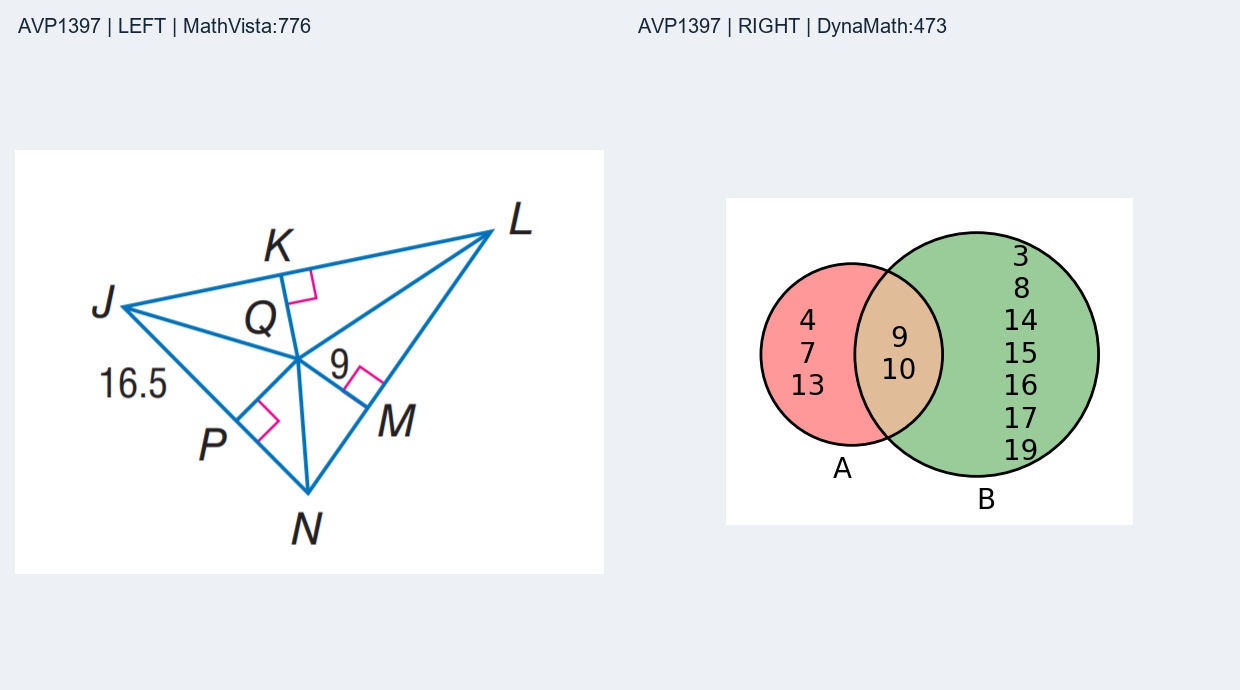 AVP1397 | LEFT | MathVista:776
AVP1397 | RIGHT | DynaMath:473
L
K
J
Q
9
16.5
M
P
N
3
8
14
15
16
17
19
4
7
13
9
10
A
B